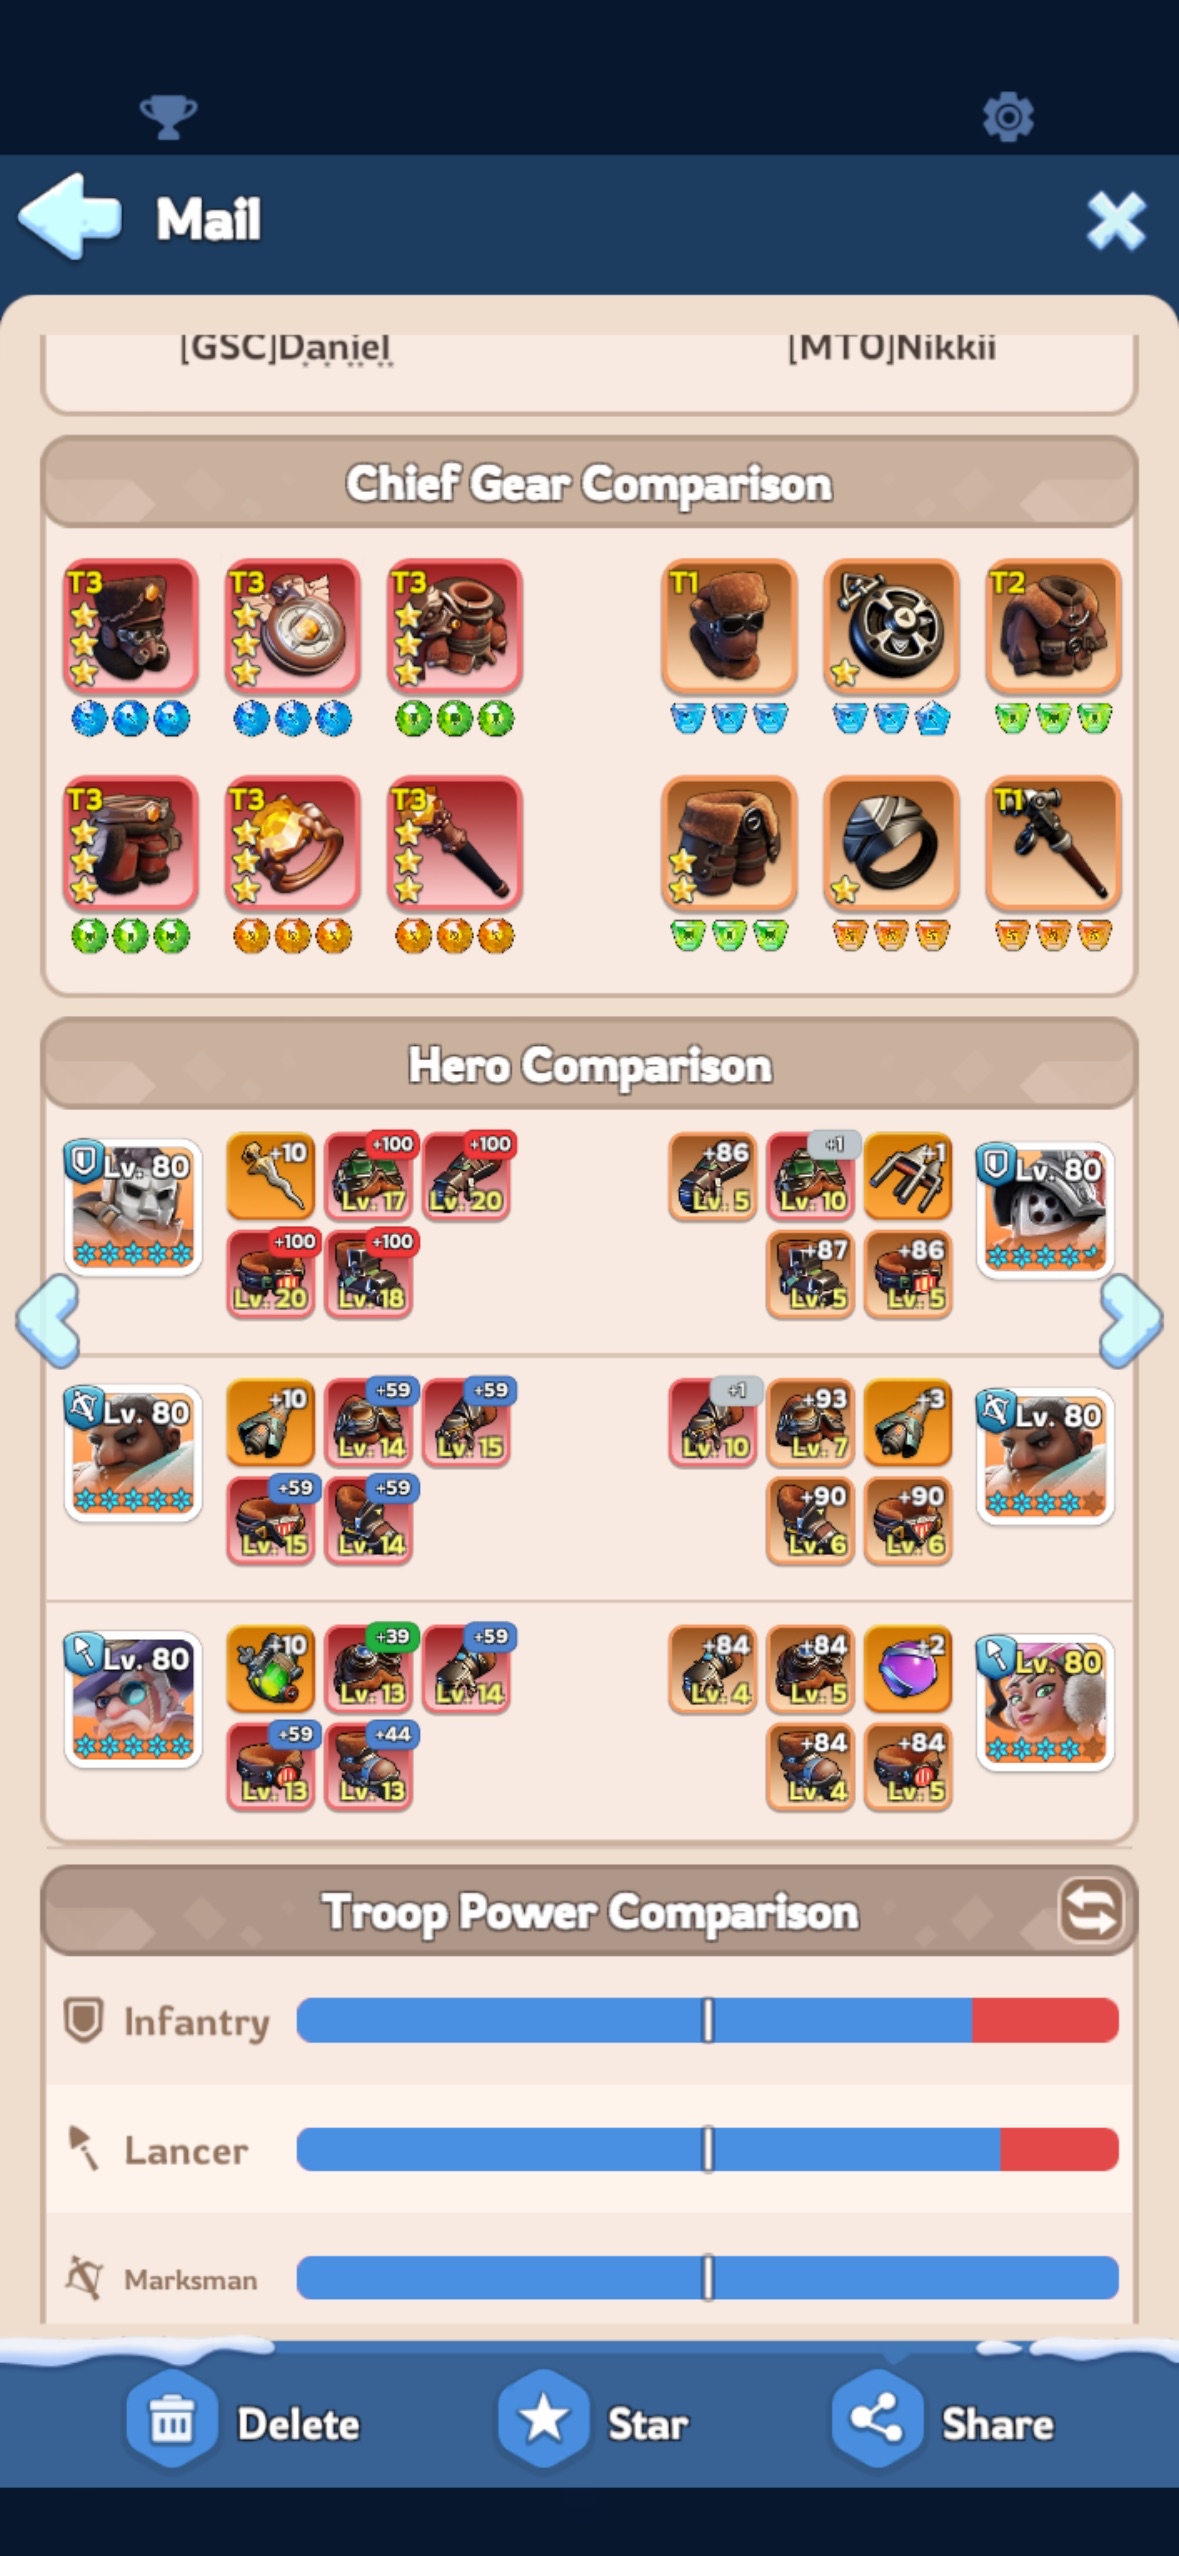 Mail
[GSC]Daniel
[MTO]Nikkii
Chief Gear Comparison
T3 T3 T3 T1 T2
T3 T3 T3 T1
Hero Comparison
Lv. 80 +10 +100 Lv. 17 +100 Lv. 20 +86 Lv. 5 +1 Lv. 10 +1 Lv. 80
+100 Lv. 20 +100 Lv. 18 +87 Lv. 5 +86 Lv. 5
Lv. 80 +10 +59 Lv. 14 +59 Lv. 15 +1 Lv. 10 +93 Lv. 7 +3 Lv. 80
+59 Lv. 15 +59 Lv. 14 +90 Lv. 6 +90 Lv. 6
Lv. 80 +10 +39 Lv. 13 +59 Lv. 14 +84 Lv. 4 +84 Lv. 5 +2 Lv. 80
+59 Lv. 13 +44 Lv. 13 +84 Lv. 4 +84 Lv. 5
Troop Power Comparison
Infantry
Lancer
Marksman
Delete
Star
Share